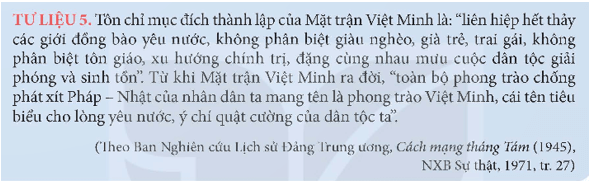 TƯ LIỆU 5. Tôn chỉ mục đích thành lập của Mặt trận Việt Minh là: “liên hiệp hết thảy
các giới đồng bào yêu nước, không phân biệt giàu nghèo, già trẻ, trai gái, không
phân biệt tôn giáo, xu hướng chính trị, đặng cùng nhau mưu cuộc dân tộc giải
phóng và sinh tồn”. Từ khi Mặt trận Việt Minh ra đời, “toàn bộ phong trào chống
phát xít Pháp – Nhật của nhân dân ta mang tên là phong trào Việt Minh, cái tên tiêu
biểu cho lòng yêu nước, ý chí quật cường của dân tộc ta”.
(Theo Ban Nghiên cứu Lịch sử Đảng Trung ương, Cách mạng tháng Tám (1945),
NXB Sự thật, 1971, tr. 27)